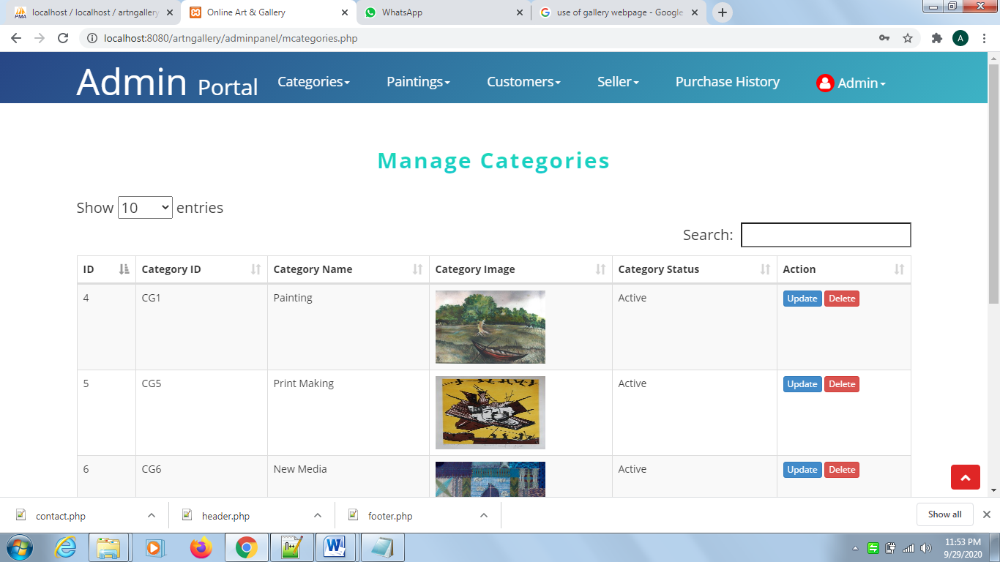 localhost / localhost / artngallery
Online Art & Gallery
WhatsApp
use of gallery webpage - Google
localhost:8080/artngallery/adminpanel/mcategories.php
A
Admin Portal
Categories
Paintings
Customers
Seller
Purchase History
Admin
Manage Categories
Show 10 entries
Search:
ID Category ID Category Name Category Image Category Status Action
4 CG1 Painting Active Update Delete
5 CG5 Print Making Active Update Delete
6 CG6 New Media Active Update Delete
contact.php
header.php
footer.php
Show all
11:53 PM
9/29/2020